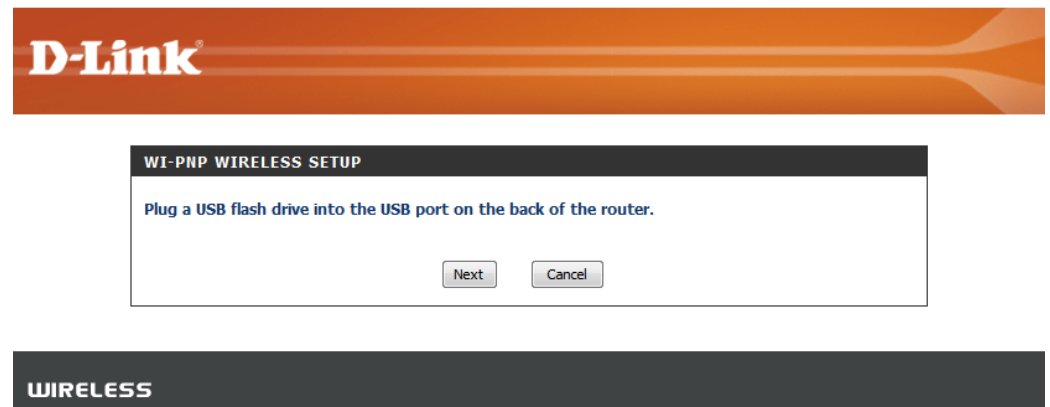 D-Link®
WI-PNP WIRELESS SETUP
Plug a USB flash drive into the USB port on the back of the router.
Next Cancel
WIRELESS